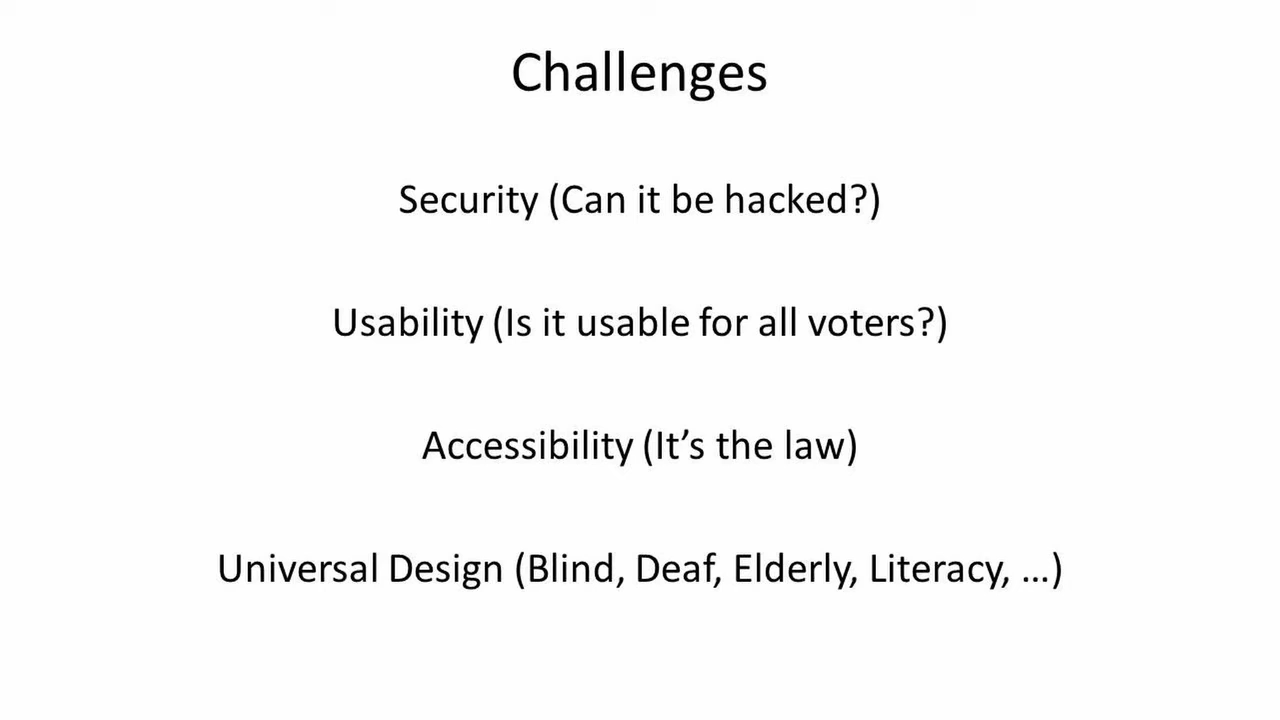 Challenges
Security (Can it be hacked?)
Usability (Is it usable for all voters?)
Accessibility (It’s the law)
Universal Design (Blind, Deaf, Elderly, Literacy, ...)